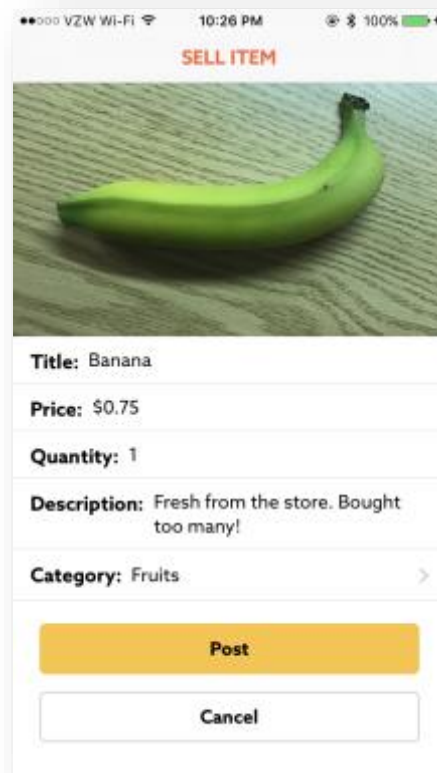 VZW Wi-Fi 10:26 PM 100%
SELL ITEM
Title: Banana
Price: $0.75
Quantity: 1
Description: Fresh from the store. Bought
too many!
Category: Fruits
Post
Cancel